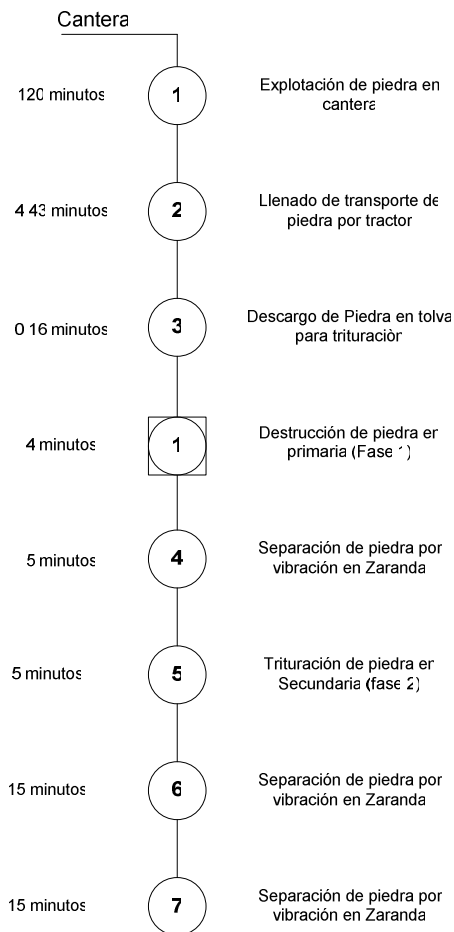 Cantera
120 minutos
1
Explotación de piedra en
cantera
4 43 minutos
2
Llenado de transporte de
piedra por tractor
0 16 minutos
3
Descargo de Piedra en tolva
para trituraciòn
4 minutos
1
Destrucción de piedra en
primaria (Fase 1)
5 minutos
4
Separación de piedra por
vibración en Zaranda
5 minutos
5
Trituración de piedra en
Secundaria (fase 2)
15 minutos
6
Separación de piedra por
vibración en Zaranda
15 minutos
7
Separación de piedra por
vibración en Zaranda